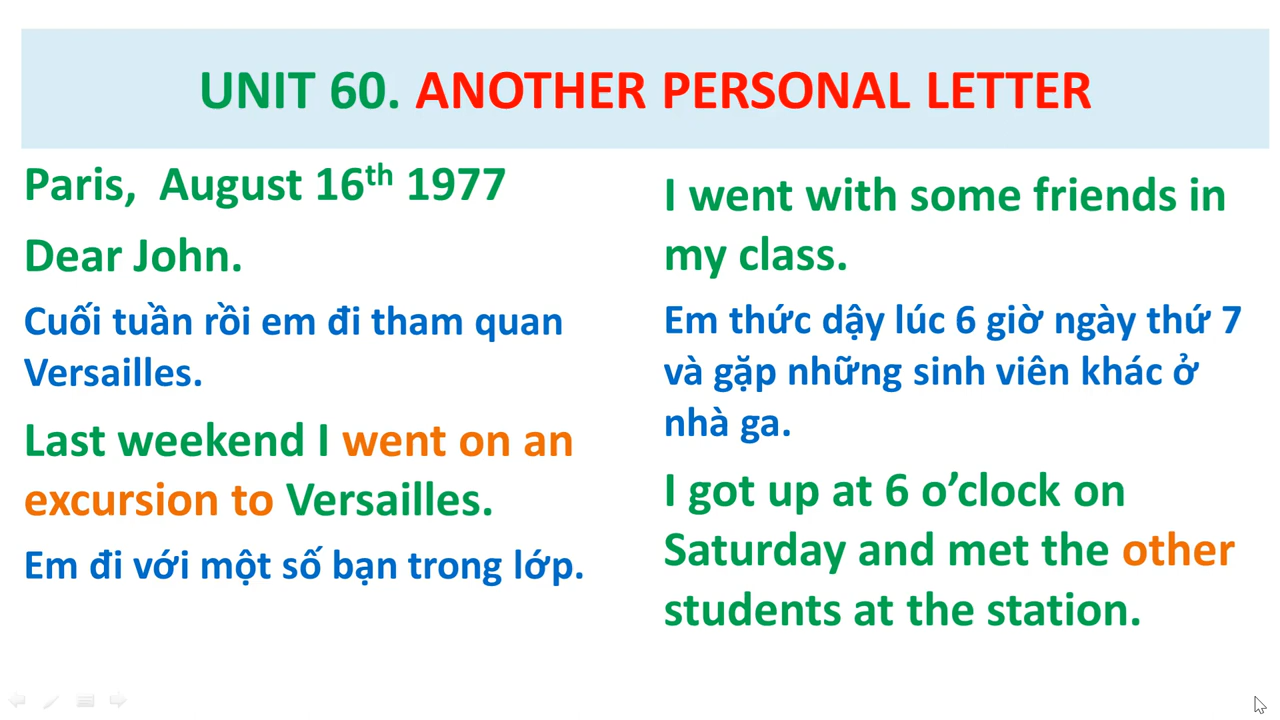 UNIT 60. ANOTHER PERSONAL LETTER
Paris, August 16th 1977
Dear John.
Cuối tuần rồi em đi tham quan
Versailles.
Last weekend I went on an
excursion to Versailles.
Em đi với một số bạn trong lớp.
I went with some friends in
my class.
Em thức dậy lúc 6 giờ ngày thứ 7
và gặp những sinh viên khác ở
nhà ga.
I got up at 6 o’clock on
Saturday and met the other
students at the station.